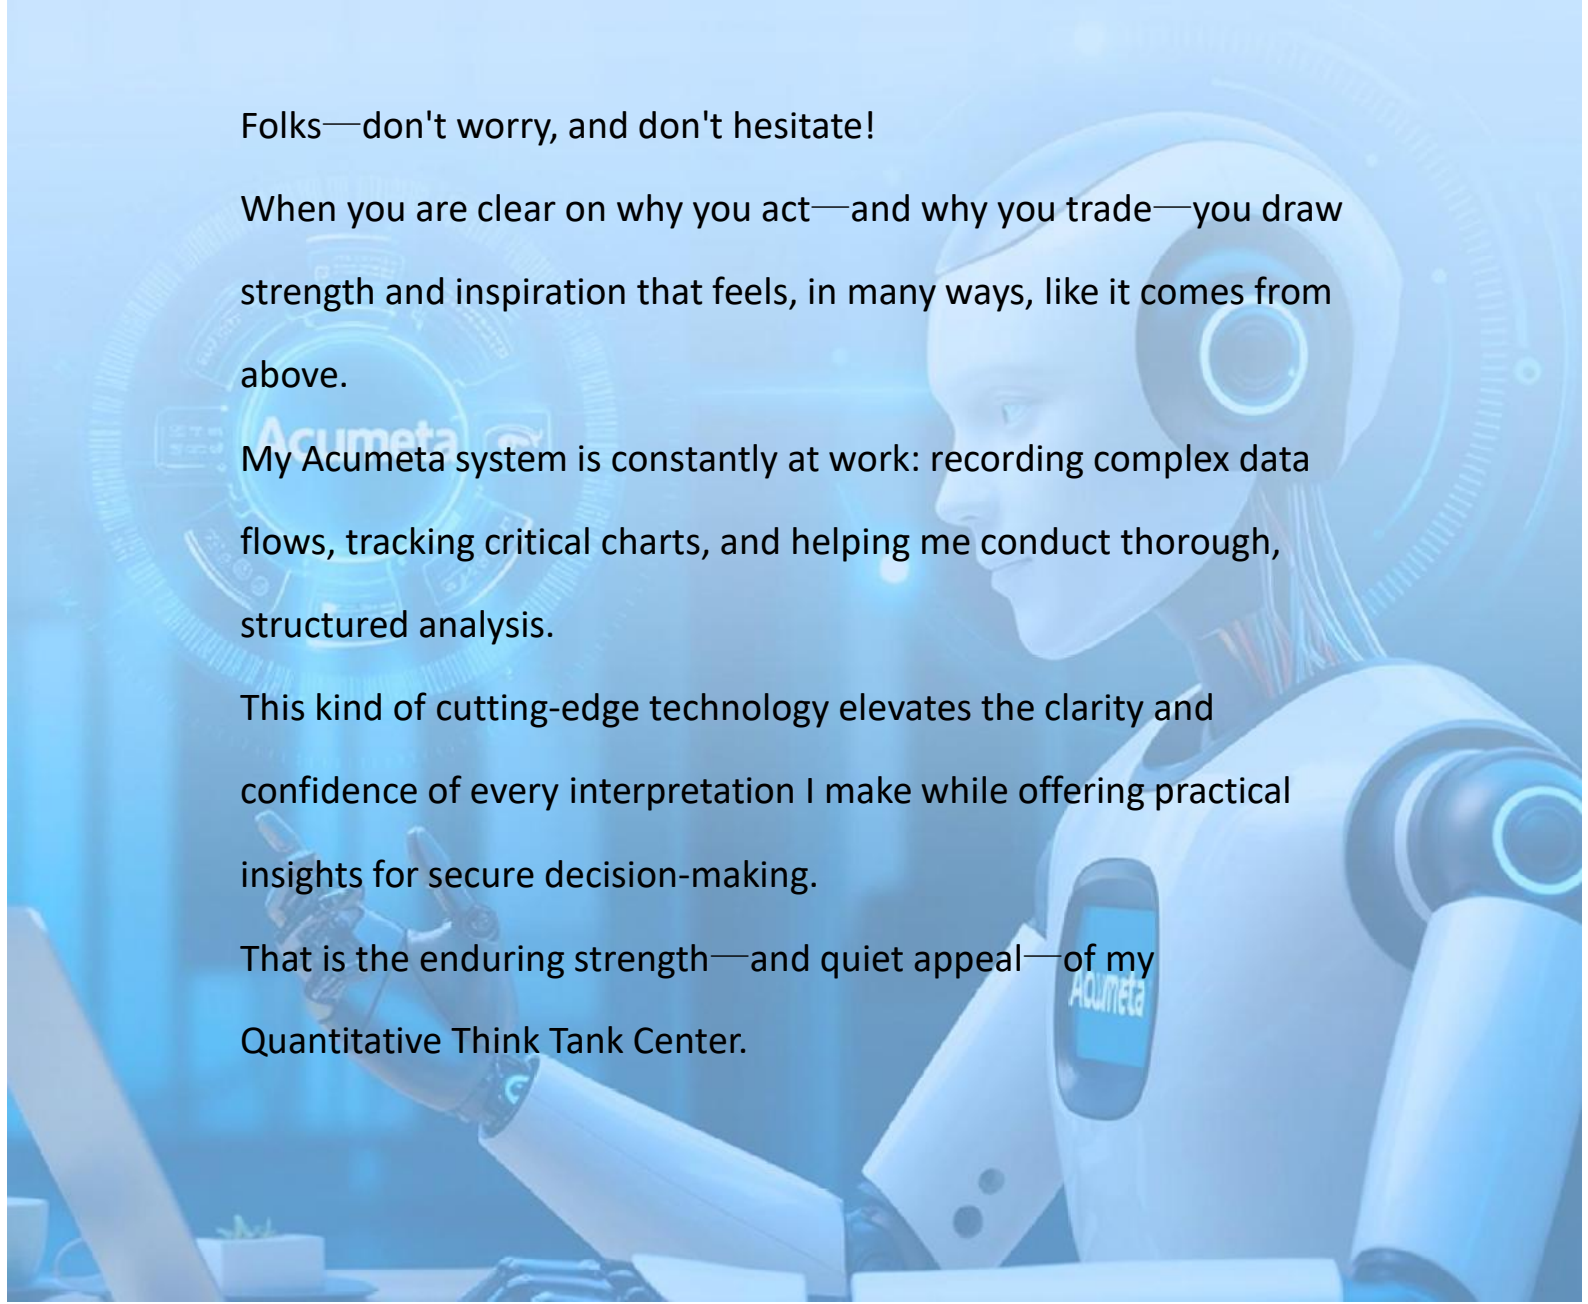 Folks—don't worry, and don't hesitate!
When you are clear on why you act—and why you trade—you draw
strength and inspiration that feels, in many ways, like it comes from
above.
Acumeta
My Acumeta system is constantly at work: recording complex data
flows, tracking critical charts, and helping me conduct thorough,
structured analysis.
This kind of cutting-edge technology elevates the clarity and
confidence of every interpretation I make while offering practical
insights for secure decision-making.
That is the enduring strength—and quiet appeal—of my
Acumeta
Quantitative Think Tank Center.